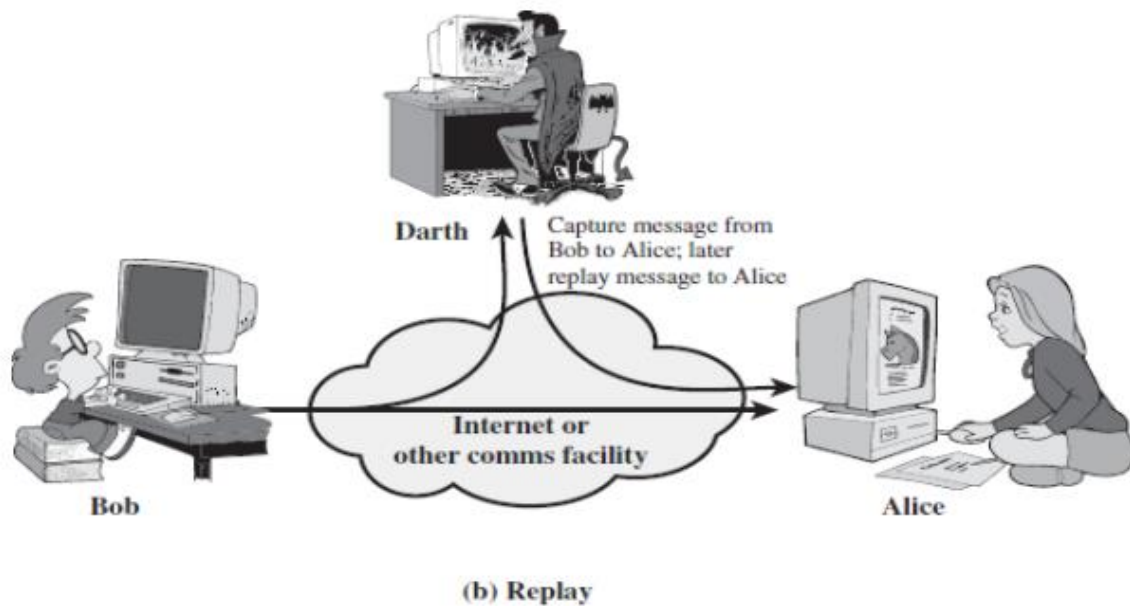 Darth
Capture message from
Bob to Alice; later
replay message to Alice
Internet or
other comms facility
Bob
Alice
(b) Replay